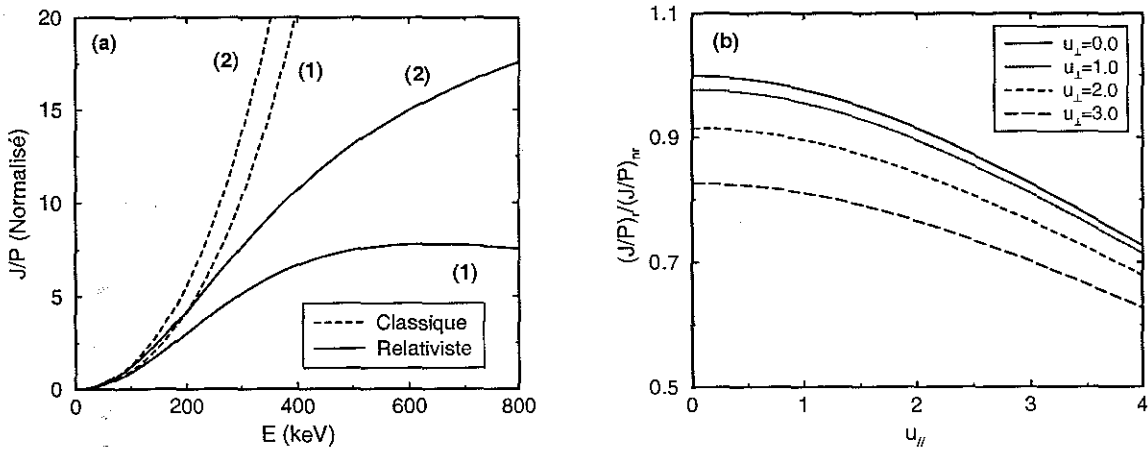 (a)
(2)
(1)
(2)
(1)
20
15
10
5
0
J/P (Normalisé)
Classique
Relativiste
0
200
400
600
800
E (keV)
(b)
u⊥=0.0
u⊥=1.0
u⊥=2.0
u⊥=3.0
1.1
0.9
0.7
0.5
(J/P)r/(J/P)nr
0
1
2
3
4
u//